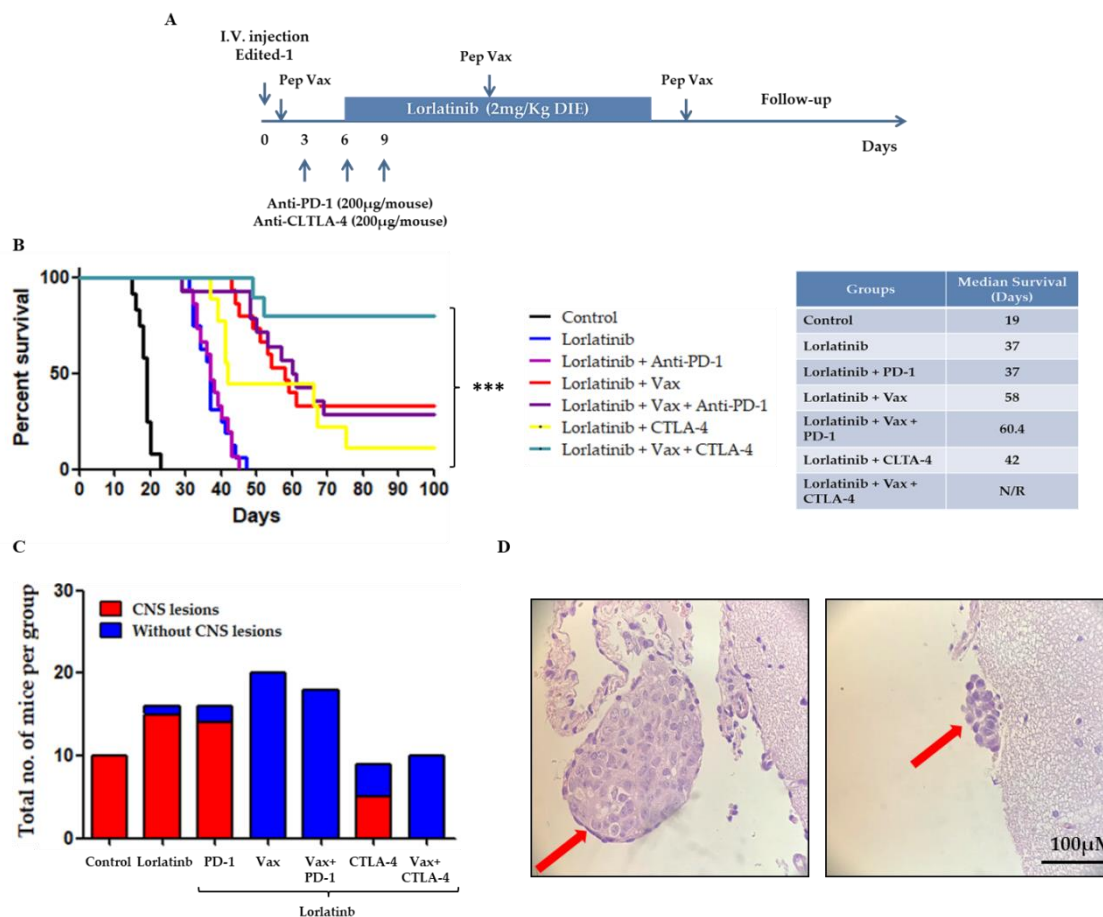 A
I.V. injection
Edited-1
Pep Vax
Pep Vax
Pep Vax
Lorlatinib (2mg/Kg DIE)
Follow-up
0
3
6
9
Days
Anti-PD-1 (200µg/mouse)
Anti-CLTLA-4 (200µg/mouse)
B
Percent survival
100
50
0
0 10 20 30 40 50 60 70 80 90 100
Days
***
Control
Lorlatinib
Lorlatinib + Anti-PD-1
Lorlatinib + Vax
Lorlatinib + Vax + Anti-PD-1
Lorlatinib + CTLA-4
Lorlatinib + Vax + CTLA-4
Groups Median Survival
(Days)
Control 19
Lorlatinib 37
Lorlatinib + PD-1 37
Lorlatinib + Vax 58
Lorlatinib + Vax +
PD-1 60.4
Lorlatinib + CLTA-4 42
Lorlatinib + Vax +
CTLA-4 N/R
C
Total no. of mice per group
30
20
10
0
CNS lesions
Without CNS lesions
Control Lorlatinb PD-1 Vax Vax+ CTLA-4 Vax+
PD-1 CTLA-4
Lorlatinb
D
100µM